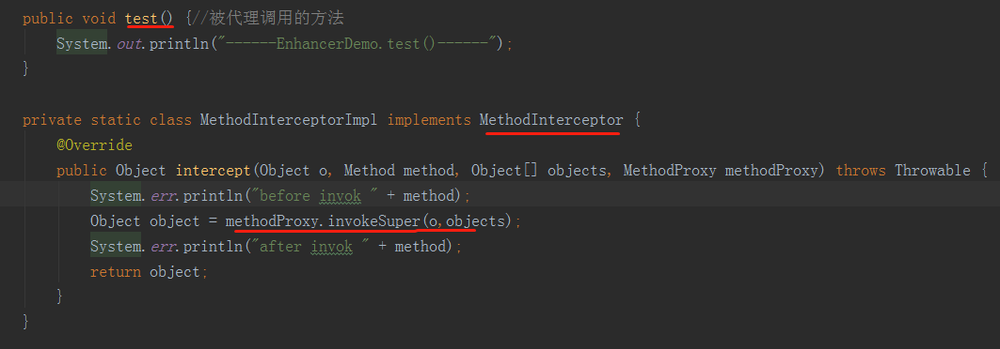 public void test() {//被代理调用的方法
System.out.println("------EnhancerDemo.test()------");
}
private static class MethodInterceptorImpl implements MethodInterceptor {
@Override
public Object intercept(Object o, Method method, Object[] objects, MethodProxy methodProxy) throws Throwable {
System.err.println("before invok " + method);
Object object = methodProxy.invokeSuper(o,objects);
System.err.println("after invok " + method);
return object;
}
}